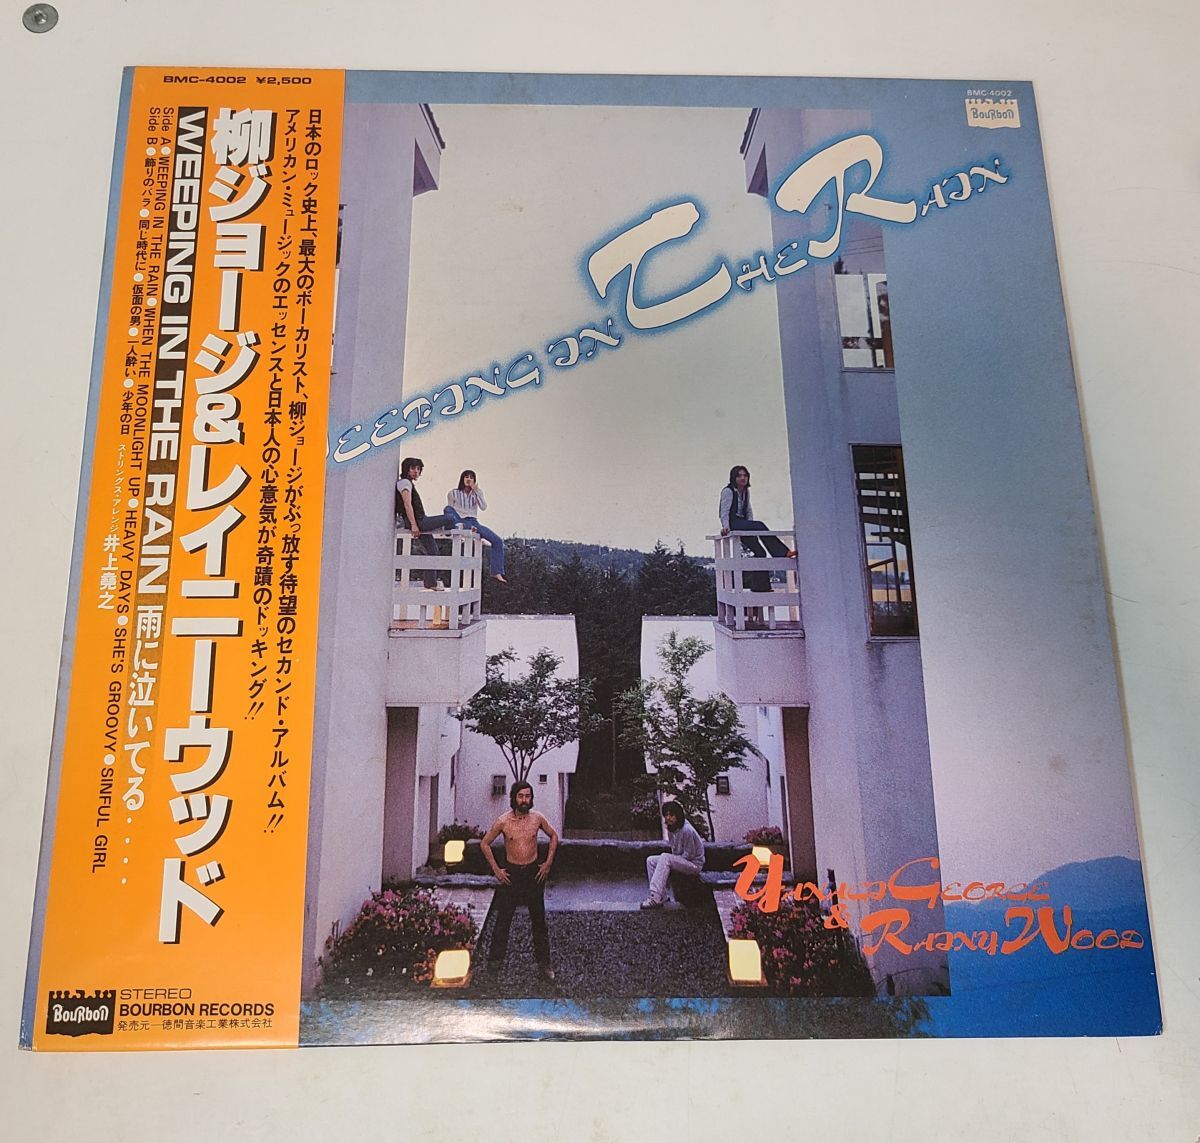 BMC-4002 ¥2,500
日本のロック史上、最大のボーカリスト、柳ジョージがぶっ放す待望のセカンド・アルバム!!
アメリカン・ミュージックのエッセンスと日本人の心意気が奇蹟のドッキング!!
柳ジョージ&レイニーウッド
WEEPING IN THE RAIN 雨に泣いてる・・・・
Side A●WEEPING IN THE RAIN●WHEN THE MOONLIGHT UP●HEAVY DAYS●SHE'S GROOVY●SINFUL GIRL
Side B●飾りのバラ●同じ時代に●仮面の男●一人酔い●少年の日 ストリングス・アレンジ 井上堯之
BouRboN
STEREO
BOURBON RECORDS
発売元—徳間音楽工業株式会社
BMC-4002
BouRboN
EEPING IN THE RAIN
YANAGI GEORGE
& RAINY WOOD